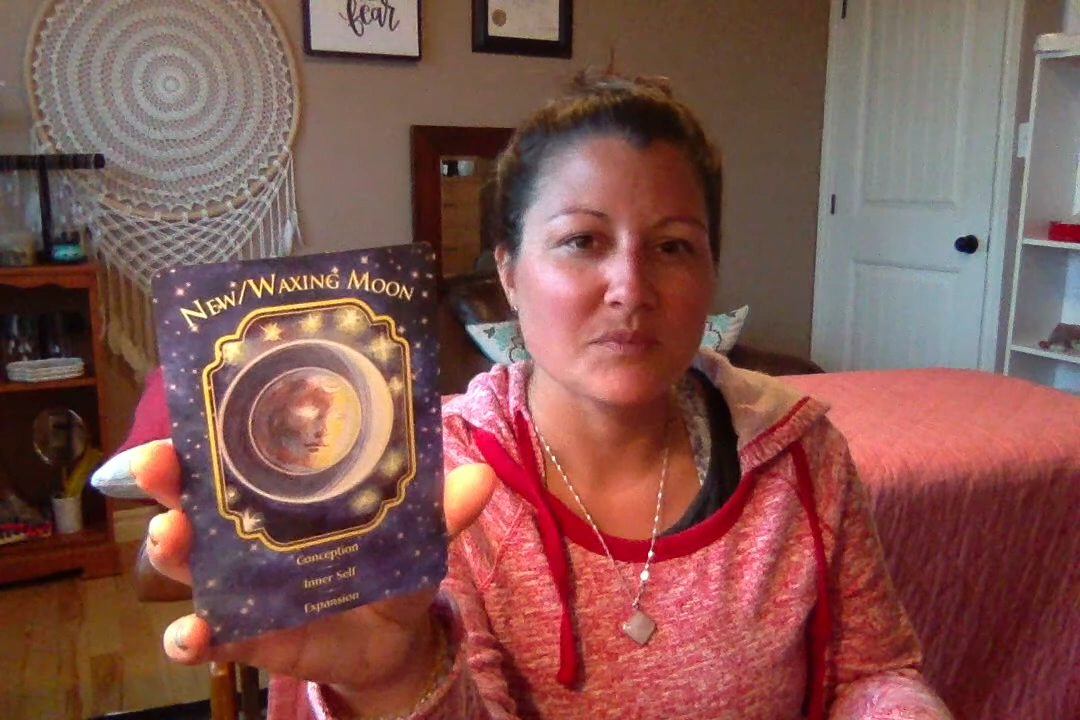 fear
New/Waxing Moon
Conception
Inner Self
Expansion